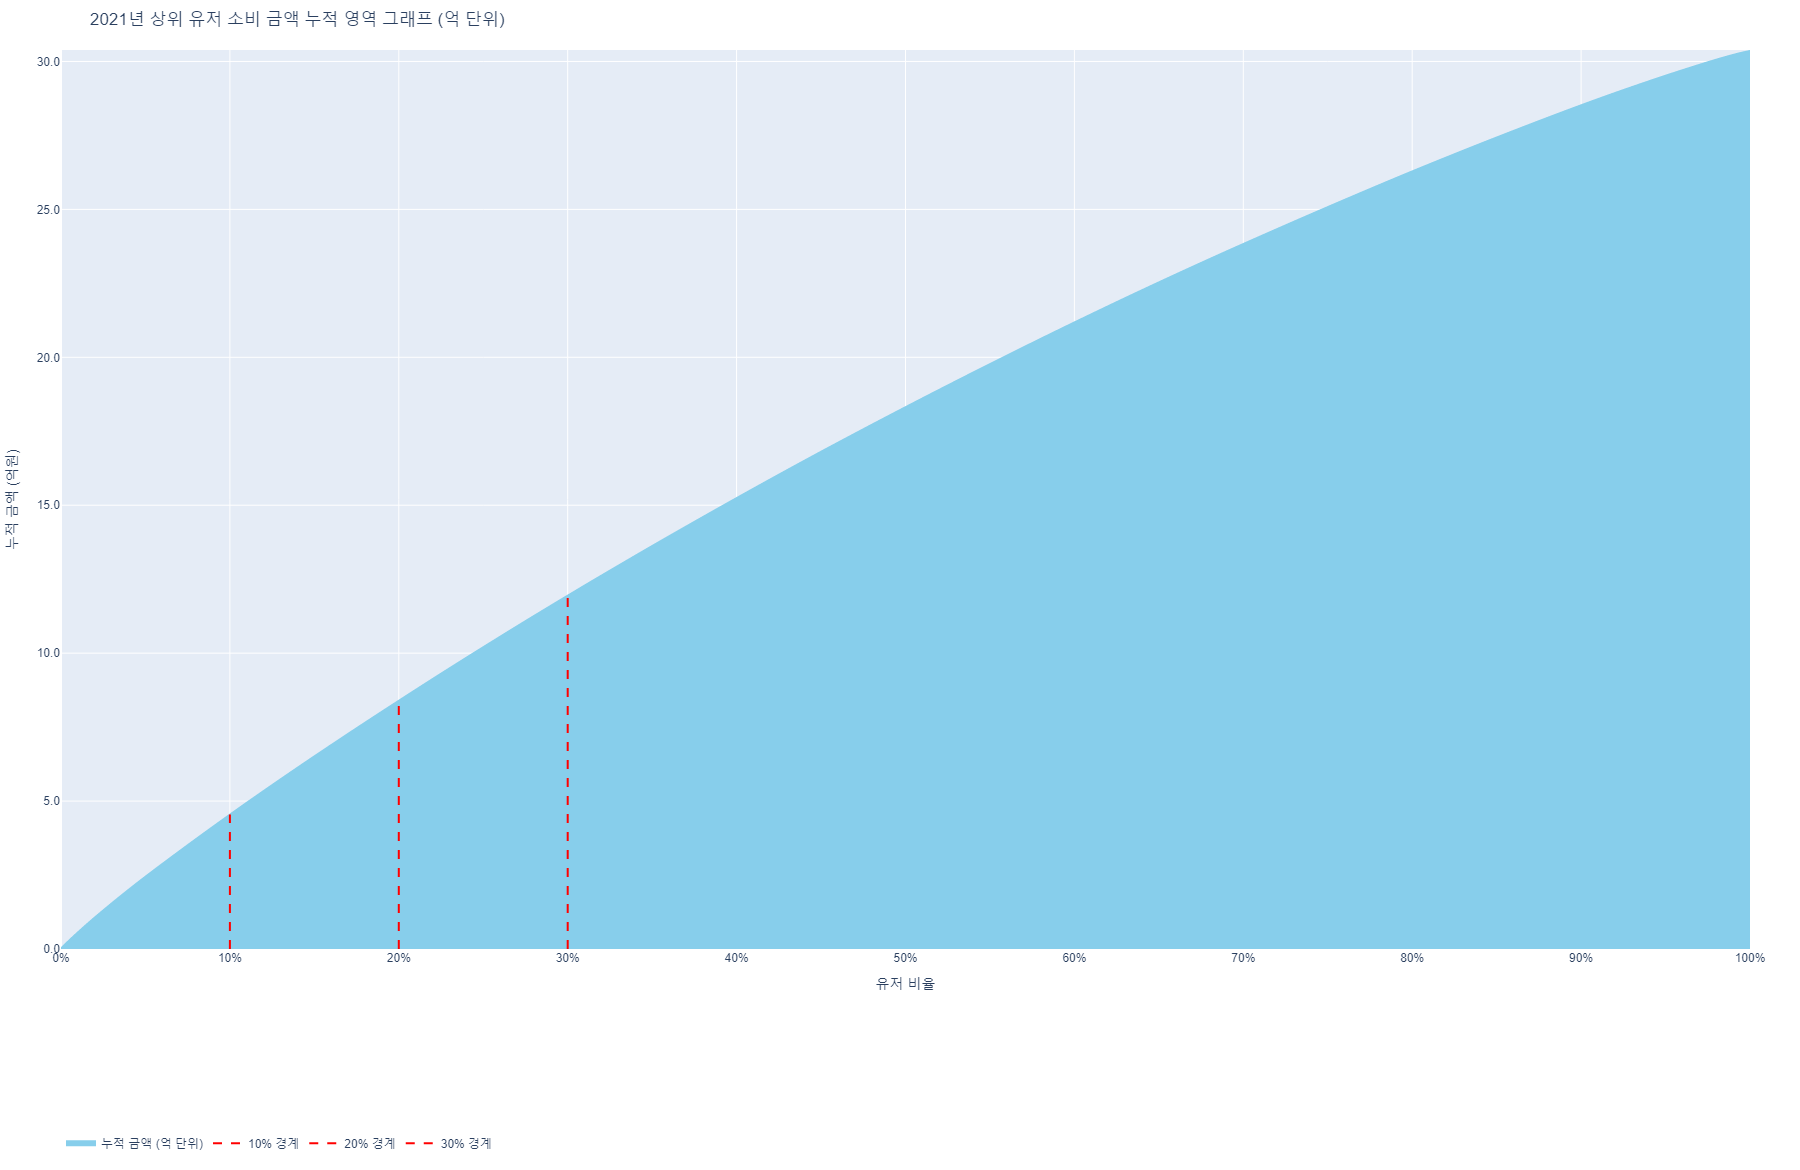 2021년 상위 유저 소비 금액 누적 영역 그래프 (억 단위)
누적 금액 (억원)
30.0
25.0
20.0
15.0
10.0
5.0
0.0
0% 10% 20% 30% 40% 50% 60% 70% 80% 90% 100%
유저 비율
누적 금액 (억 단위) 10% 경계 20% 경계 30% 경계